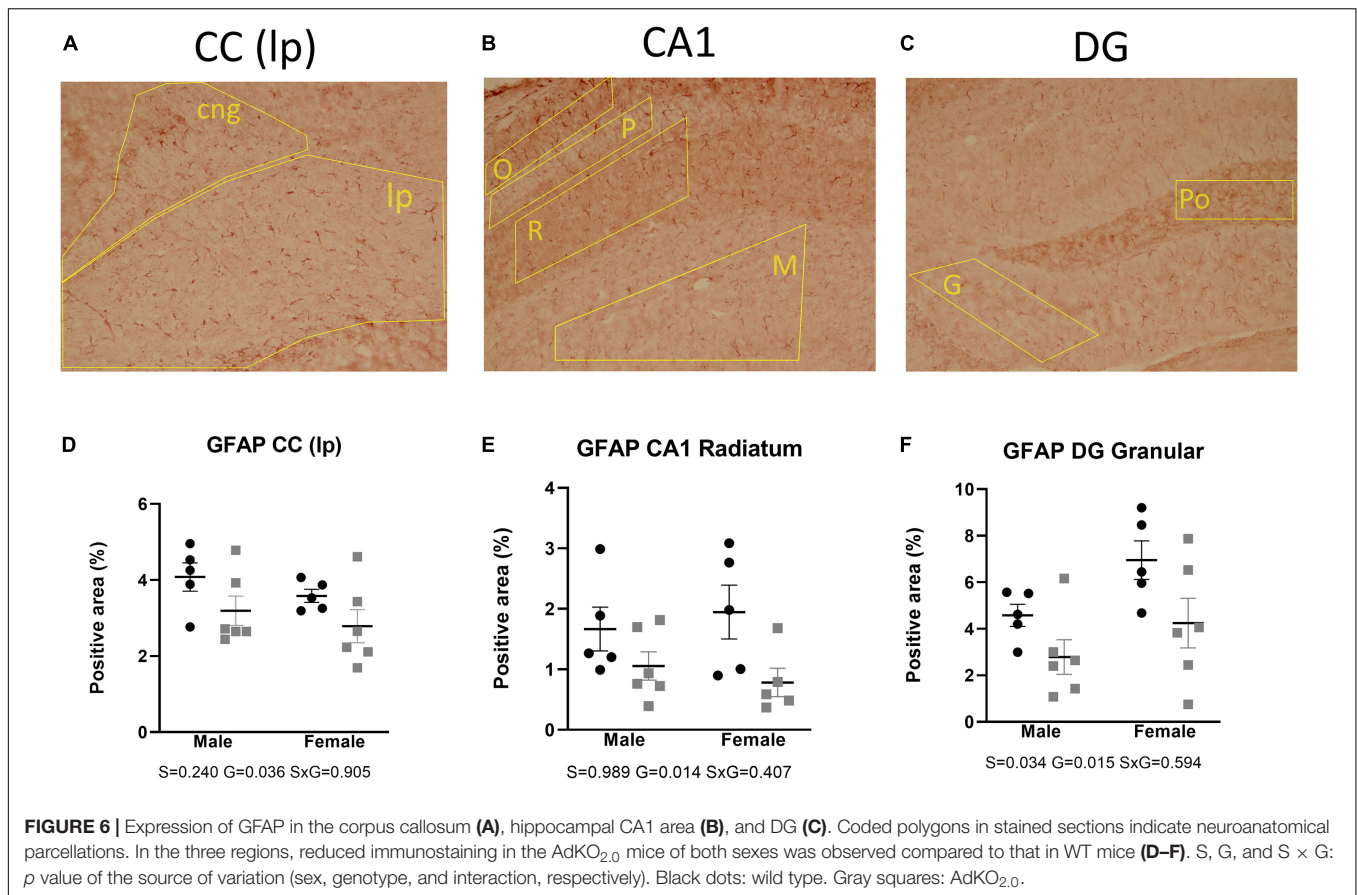 A CC (lp)
B CA1
C DG
cng
lp
O
P
R
M
Po
G
D GFAP CC (lp)
Positive area (%)
6
4
2
0
Male Female
S=0.240 G=0.036 SxG=0.905
E GFAP CA1 Radiatum
Positive area (%)
4
3
2
1
0
Male Female
S=0.989 G=0.014 SxG=0.407
F GFAP DG Granular
Positive area (%)
10
8
6
4
2
0
Male Female
S=0.034 G=0.015 SxG=0.594
FIGURE 6 | Expression of GFAP in the corpus callosum (A), hippocampal CA1 area (B), and DG (C). Coded polygons in stained sections indicate neuroanatomical
parcellations. In the three regions, reduced immunostaining in the AdKO2.0 mice of both sexes was observed compared to that in WT mice (D–F). S, G, and S × G:
p value of the source of variation (sex, genotype, and interaction, respectively). Black dots: wild type. Gray squares: AdKO2.0.